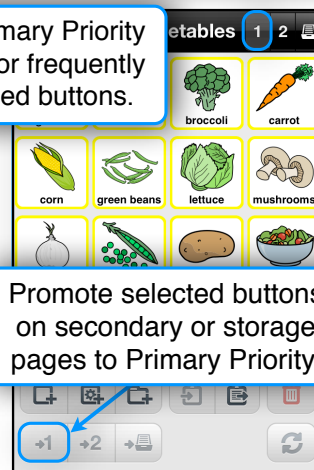 mary Priority
or frequently
ed buttons.
etables 1 2
broccoli carrot
corn green beans lettuce mushrooms
Promote selected buttons
on secondary or storage
pages to Primary Priority
→1 →2 →